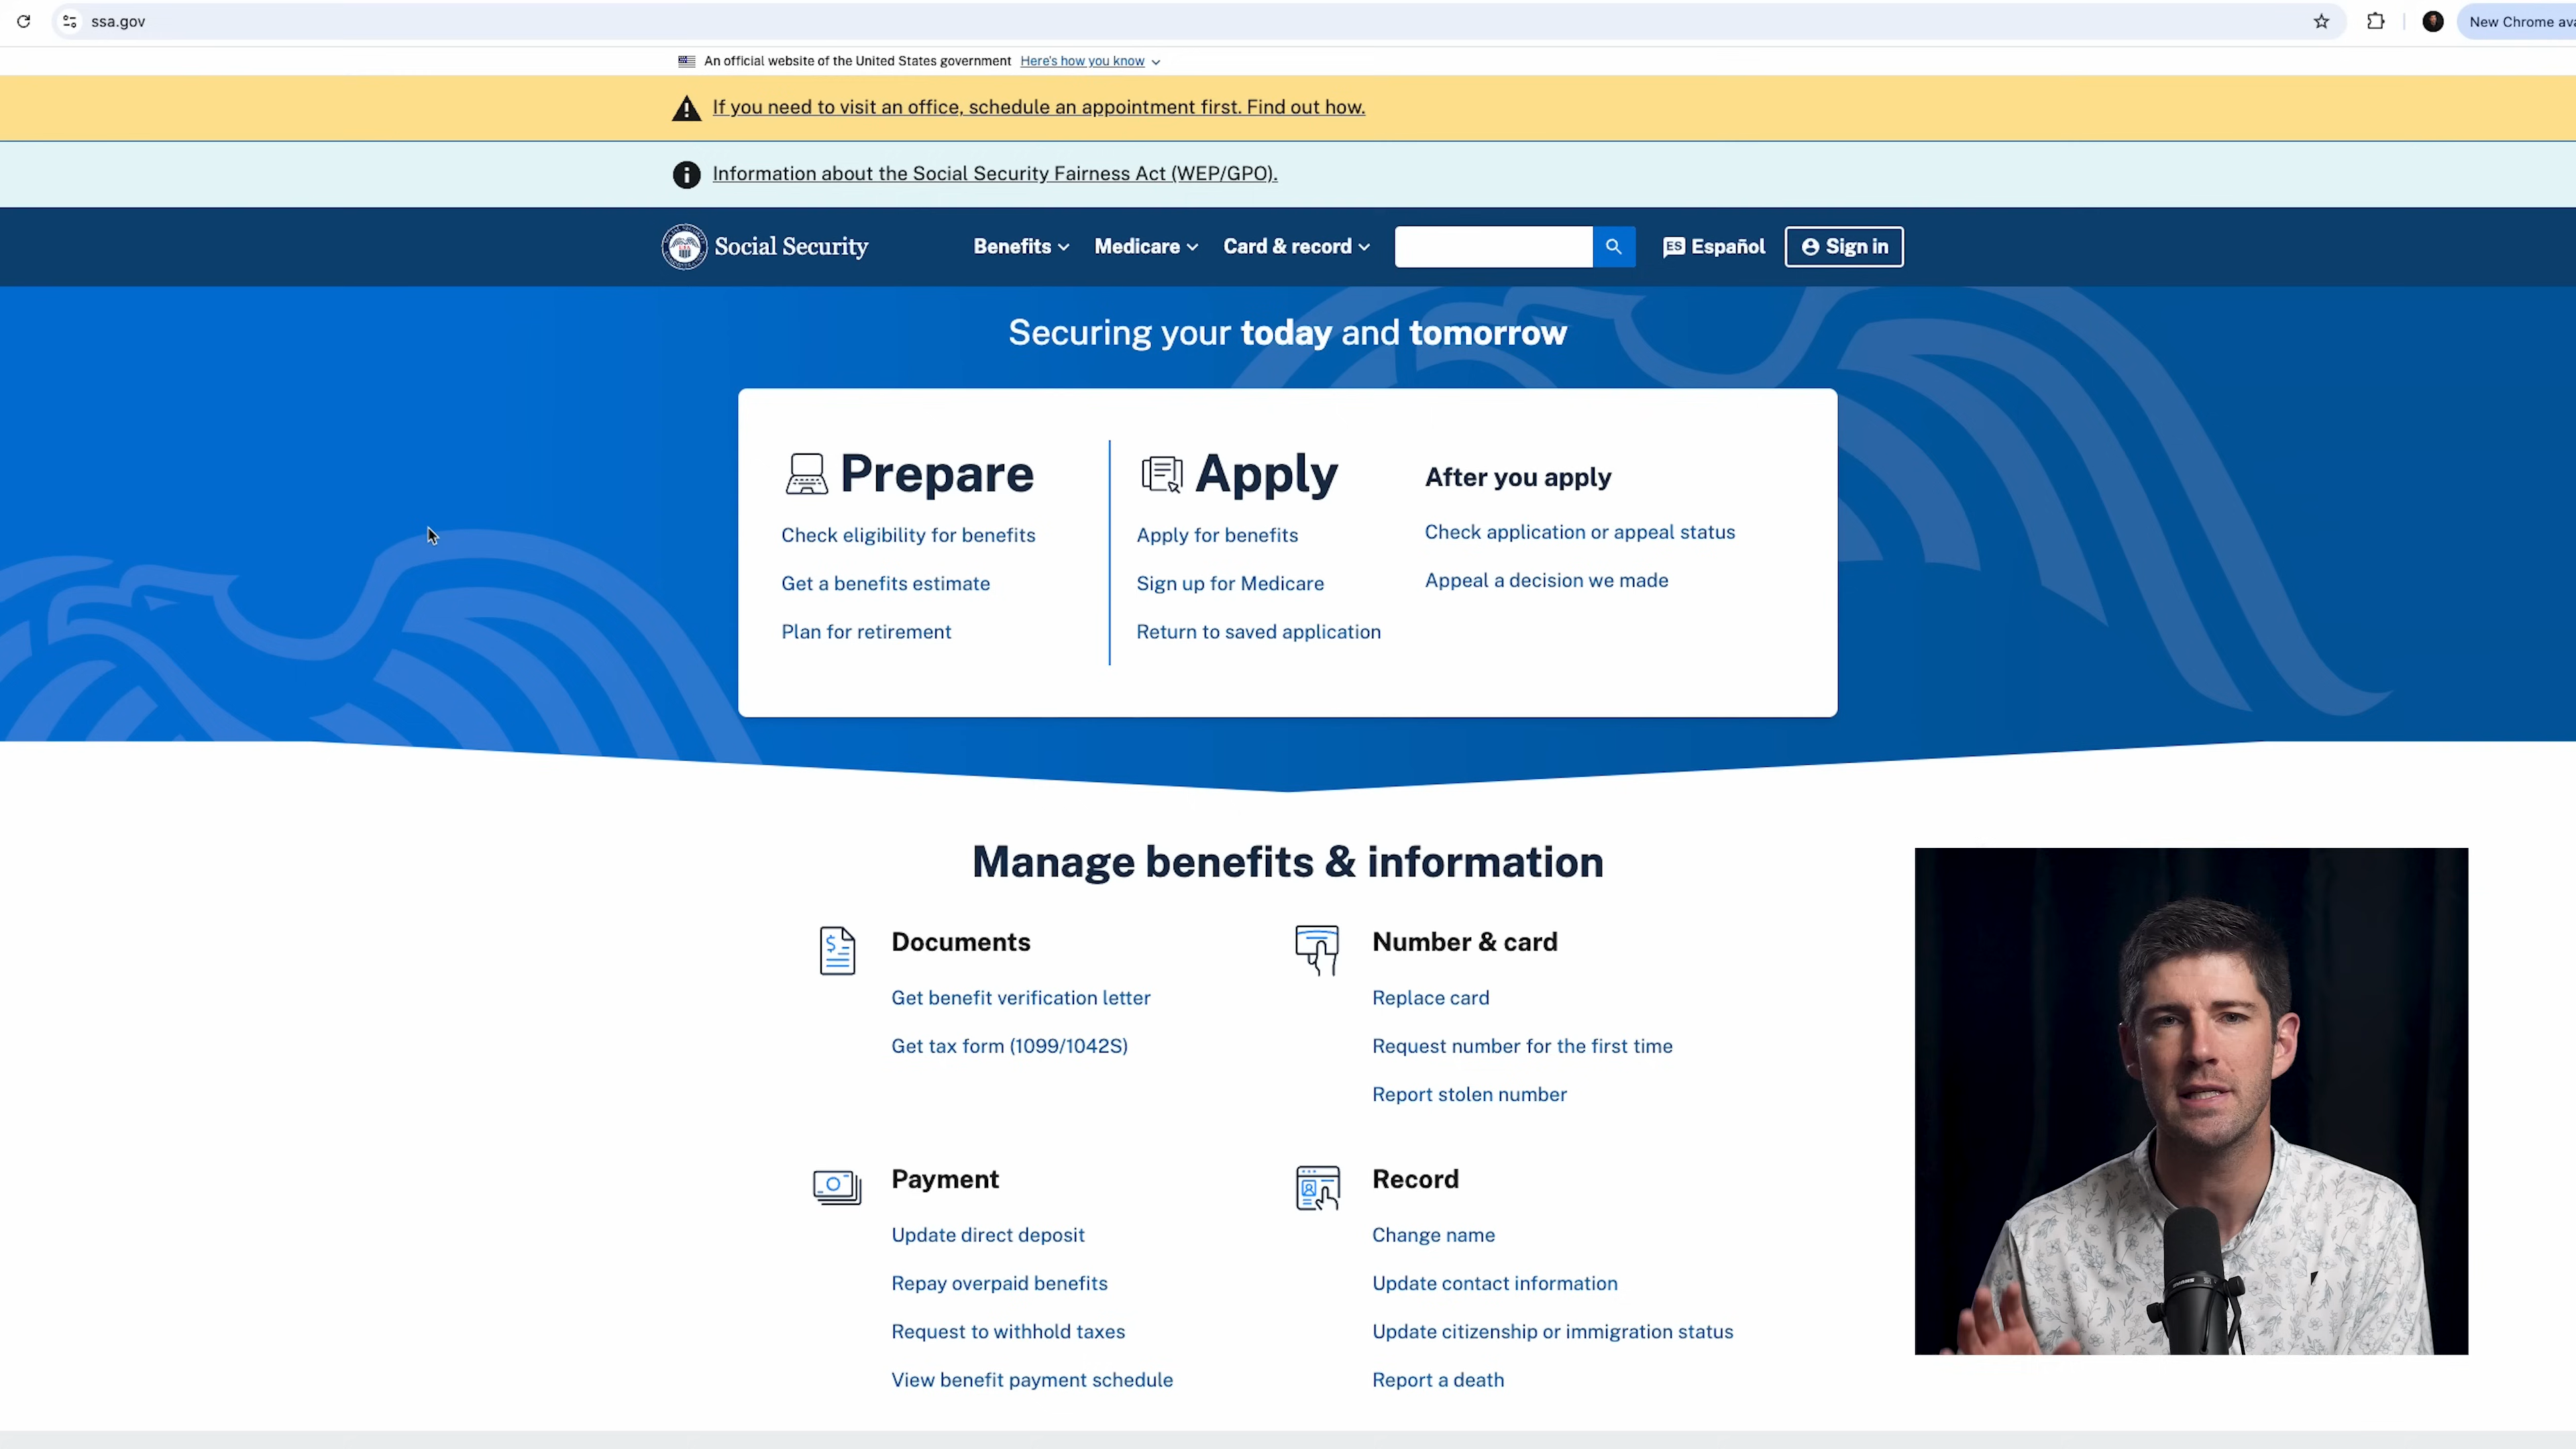 ssa.gov
New Chrome ava
An official website of the United States government Here's how you know
If you need to visit an office, schedule an appointment first. Find out how.
Information about the Social Security Fairness Act (WEP/GPO).
Social Security Benefits Medicare Card & record ES Español Sign in
Securing your today and tomorrow
Prepare
Check eligibility for benefits
Get a benefits estimate
Plan for retirement
Apply
Apply for benefits
Sign up for Medicare
Return to saved application
After you apply
Check application or appeal status
Appeal a decision we made
Manage benefits & information
Documents
Get benefit verification letter
Get tax form (1099/1042S)
Number & card
Replace card
Request number for the first time
Report stolen number
Payment
Update direct deposit
Repay overpaid benefits
Request to withhold taxes
View benefit payment schedule
Record
Change name
Update contact information
Update citizenship or immigration status
Report a death